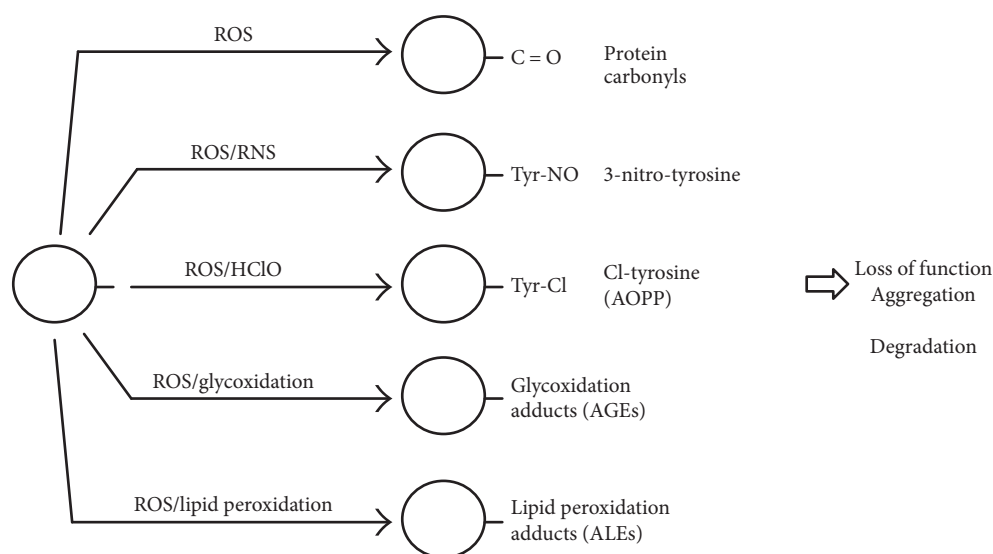 ROS
C = O
Protein
carbonyls
ROS/RNS
Tyr-NO
3-nitro-tyrosine
ROS/HClO
Tyr-Cl
Cl-tyrosine
(AOPP)
Loss of function
Aggregation
Degradation
ROS/glycoxidation
Glycoxidation
adducts (AGEs)
ROS/lipid peroxidation
Lipid peroxidation
adducts (ALEs)